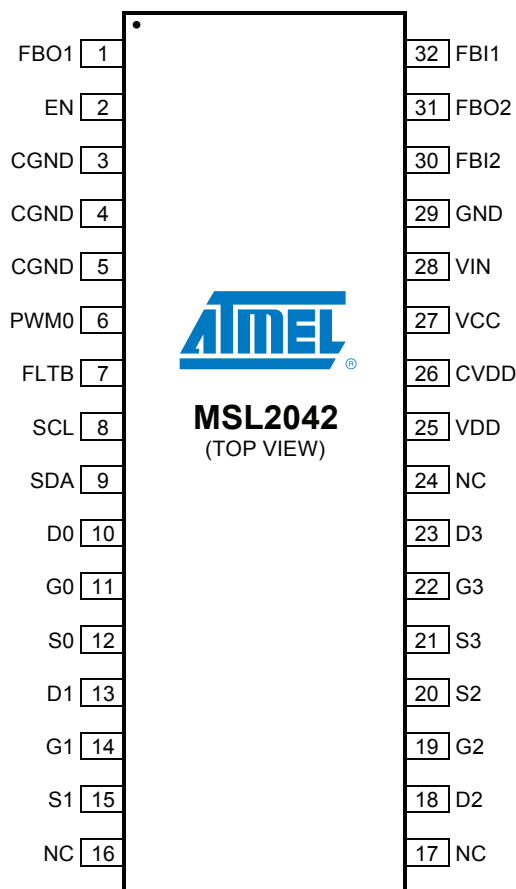 FBO1 1 32 FBI1
EN 2 31 FBO2
CGND 3 30 FBI2
CGND 4 29 GND
CGND 5 28 VIN
PWM0 6 27 VCC
FLTB 7 26 CVDD
SCL 8 25 VDD
SDA 9 24 NC
D0 10 23 D3
G0 11 22 G3
S0 12 21 S3
D1 13 20 S2
G1 14 19 G2
S1 15 18 D2
NC 16 17 NC
ATMEL ®
MSL2042
(TOP VIEW)